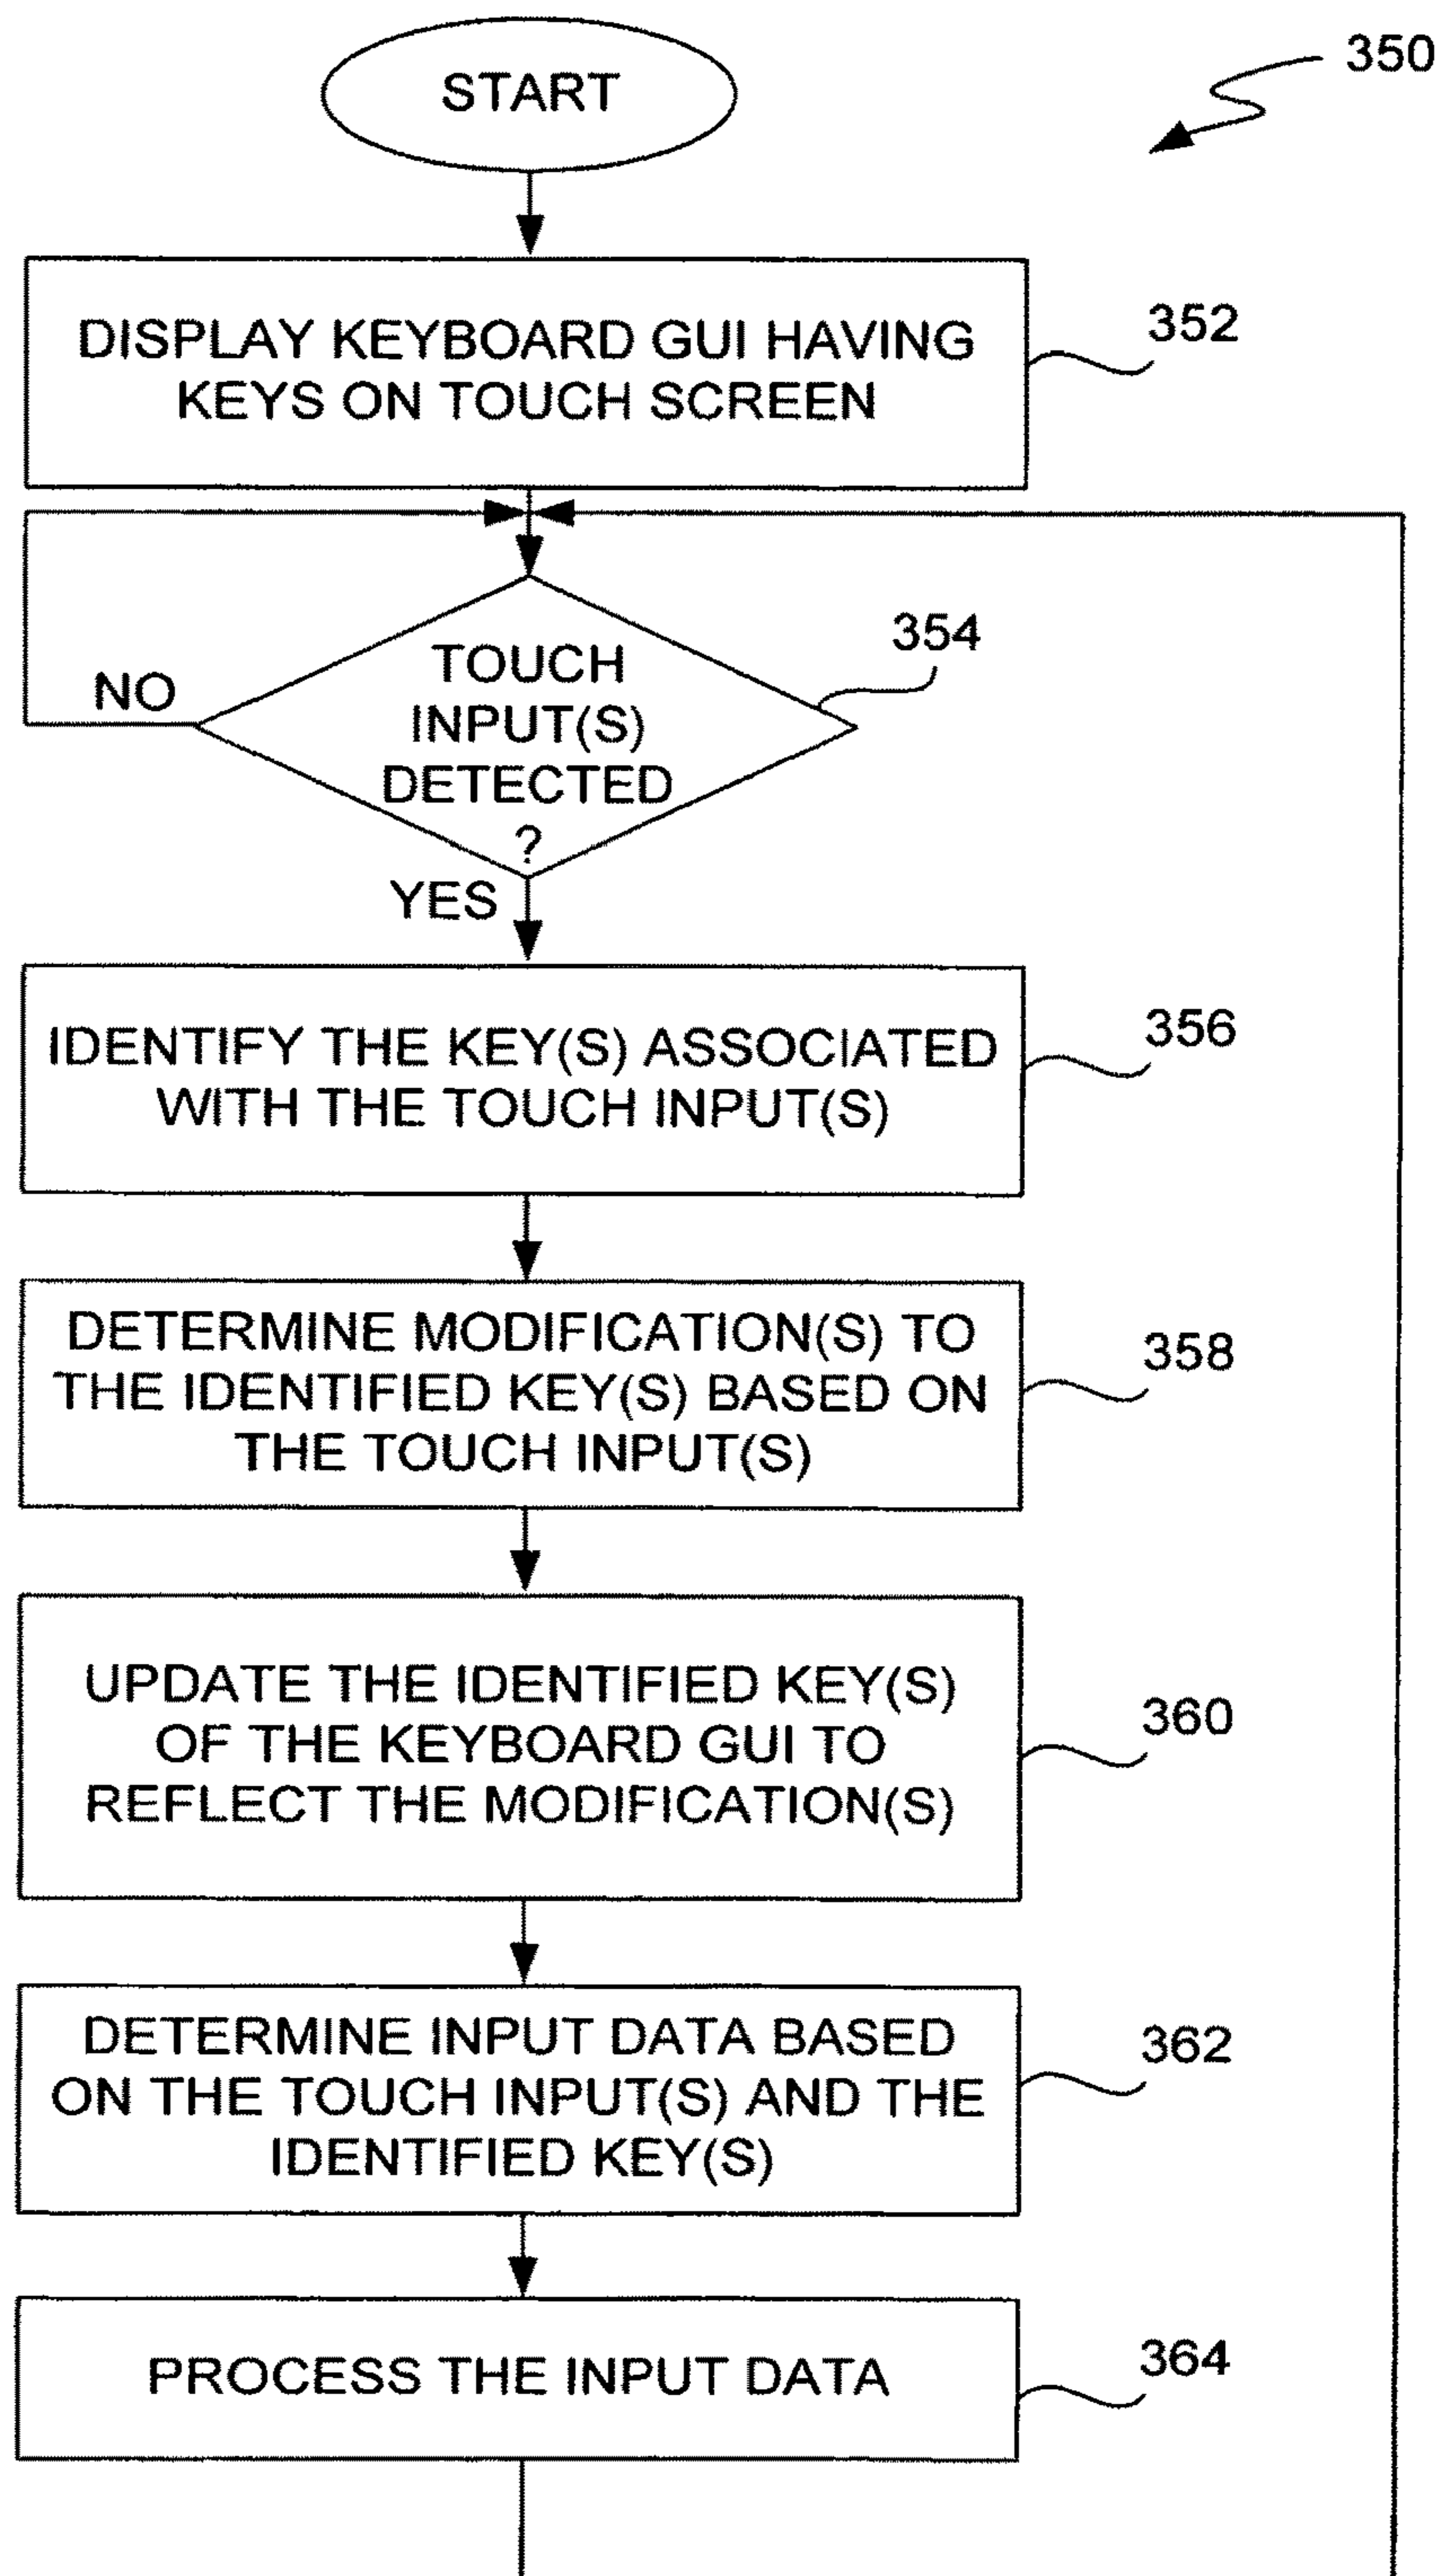 START
350
DISPLAY KEYBOARD GUI HAVING
KEYS ON TOUCH SCREEN
352
TOUCH
INPUT(S)
DETECTED
?
354
NO
YES
IDENTIFY THE KEY(S) ASSOCIATED
WITH THE TOUCH INPUT(S)
356
DETERMINE MODIFICATION(S) TO
THE IDENTIFIED KEY(S) BASED ON
THE TOUCH INPUT(S)
358
UPDATE THE IDENTIFIED KEY(S)
OF THE KEYBOARD GUI TO
REFLECT THE MODIFICATION(S)
360
DETERMINE INPUT DATA BASED
ON THE TOUCH INPUT(S) AND THE
IDENTIFIED KEY(S)
362
PROCESS THE INPUT DATA
364